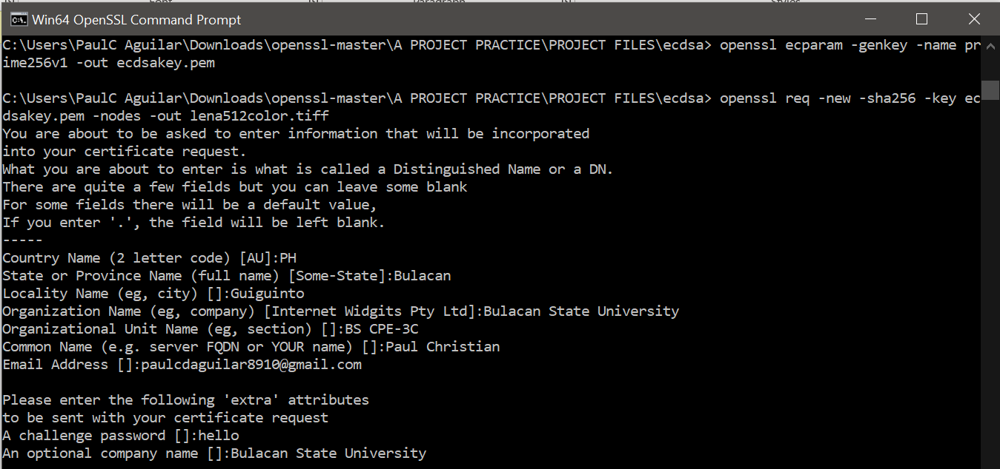 Font Paragraph Styles
Win64 OpenSSL Command Prompt
C:\Users\PaulC Aguilar\Downloads\openssl-master\A PROJECT PRACTICE\PROJECT FILES\ecdsa> openssl ecparam -genkey -name pr
ime256v1 -out ecdsakey.pem
C:\Users\PaulC Aguilar\Downloads\openssl-master\A PROJECT PRACTICE\PROJECT FILES\ecdsa> openssl req -new -sha256 -key ec
dsakey.pem -nodes -out lena512color.tiff
You are about to be asked to enter information that will be incorporated
into your certificate request.
What you are about to enter is what is called a Distinguished Name or a DN.
There are quite a few fields but you can leave some blank
For some fields there will be a default value,
If you enter '.', the field will be left blank.
-----
Country Name (2 letter code) [AU]:PH
State or Province Name (full name) [Some-State]:Bulacan
Locality Name (eg, city) []:Guiguinto
Organization Name (eg, company) [Internet Widgits Pty Ltd]:Bulacan State University
Organizational Unit Name (eg, section) []:BS CPE-3C
Common Name (e.g. server FQDN or YOUR name) []:Paul Christian
Email Address []:paulcdaguilar8910@gmail.com
Please enter the following 'extra' attributes
to be sent with your certificate request
A challenge password []:hello
An optional company name []:Bulacan State University